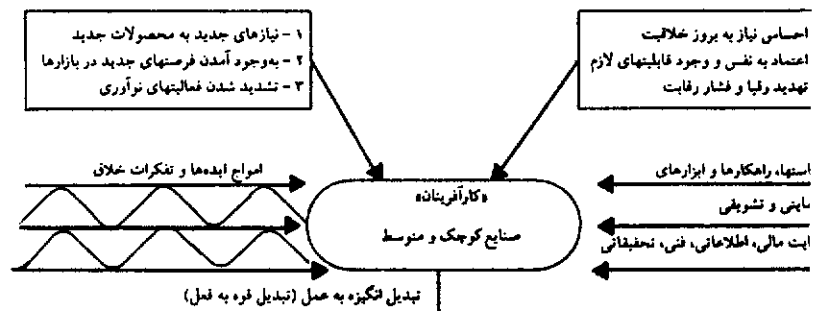 احساس نیاز به بروز خلاقیت
اعتماد به نفس و وجود قابلیتهای لازم
تهدید رقبا و فشار رقابت
۱ - نیازهای جدید به محصولات جدید
۲ - به‌وجود آمدن فرصتهای جدید در بازارها
۳ - تشدید شدن فعالیتهای نوآوری
امواج ایده‌ها و تفکرات خلاق
راهکارها و ابزارهای
و تشویقی
مالی، اطلاعاتی، فنی، تحقیقاتی
«کارآفرینان»
صنایع کوچک و متوسط
تبدیل انگیزه به عمل (تبدیل قوه به فعل)